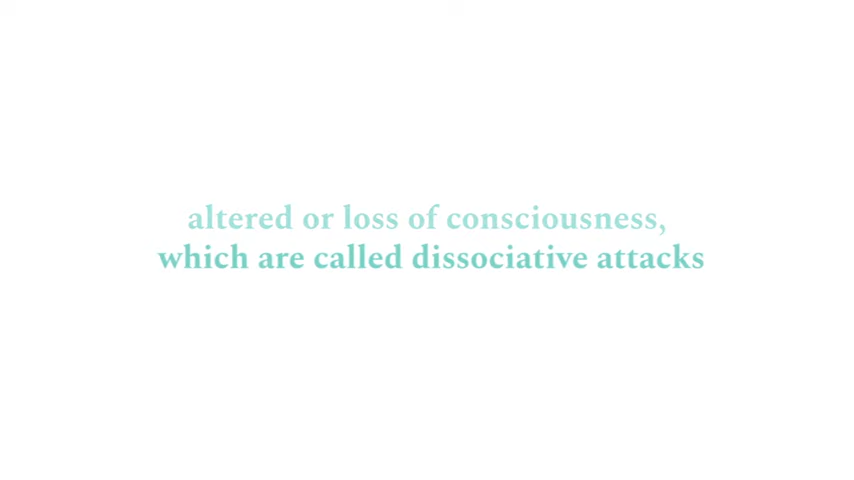 altered or loss of consciousness,
which are called dissociative attacks